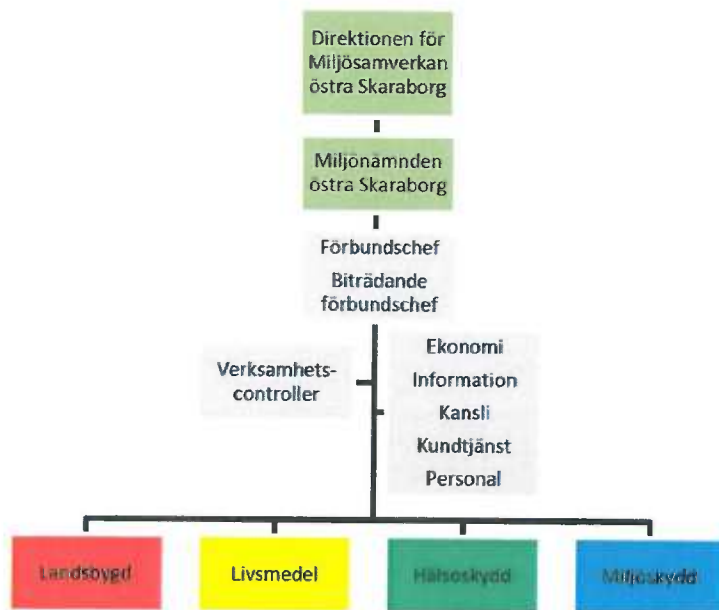 Direktionen för
Miljösamverkan
östra Skaraborg
Miljönämnden
östra Skaraborg
Förbundschef
Biträdande
förbundschef
Verksamhets-
controller
Ekonomi
Information
Kansli
Kundtjänst
Personal
Landsbygd
Livsmedel
Hälsoskydd
Miljöskydd